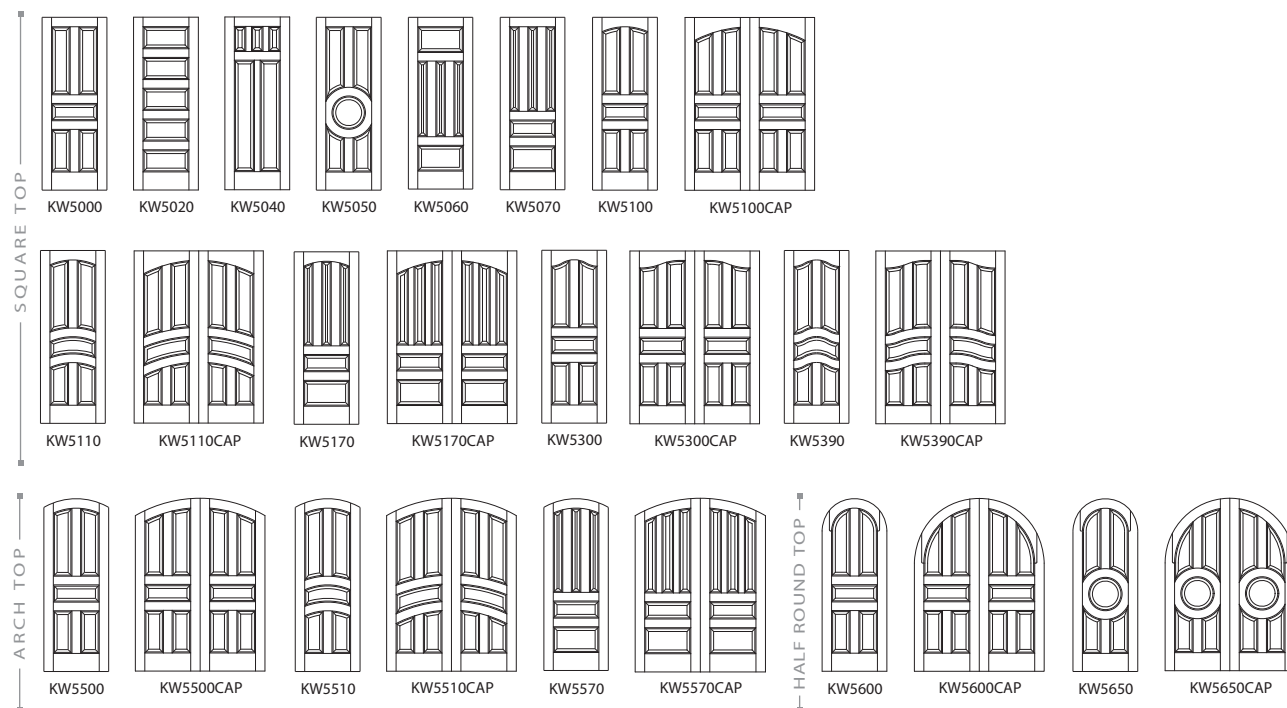 SQUARE TOP
KW5000 KW5020 KW5040 KW5050 KW5060 KW5070 KW5100 KW5100CAP
KW5110 KW5110CAP KW5170 KW5170CAP KW5300 KW5300CAP KW5390 KW5390CAP
ARCH TOP
KW5500 KW5500CAP KW5510 KW5510CAP KW5570 KW5570CAP
HALF ROUND TOP
KW5600 KW5600CAP KW5650 KW5650CAP